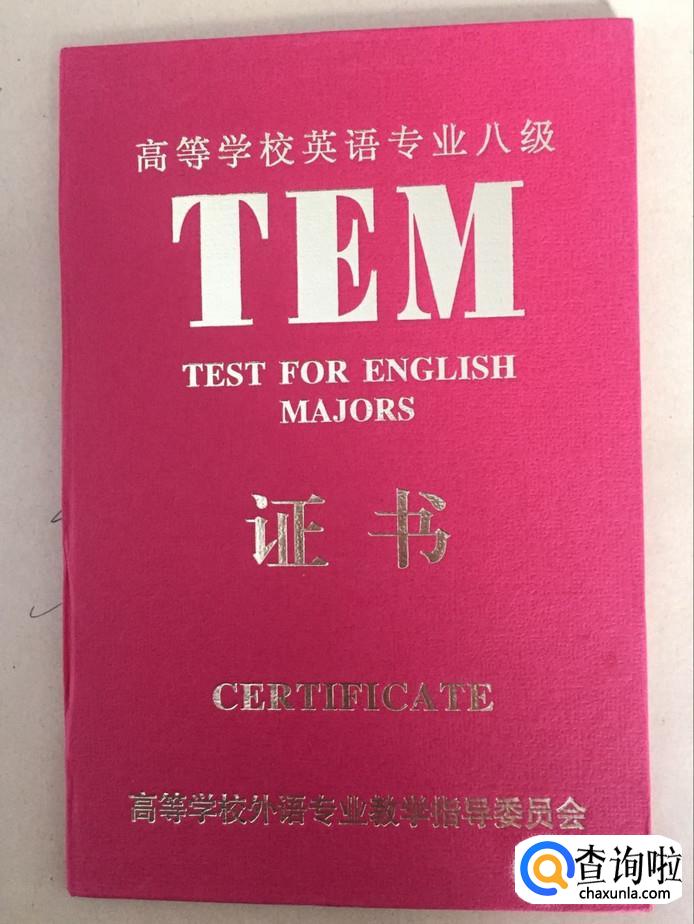 高等学校英语专业八级
TEM
TEST FOR ENGLISH
MAJORS
证书
CERTIFICATE
高等学校外语专业教学指导委员会
查询啦
chaxunla.com